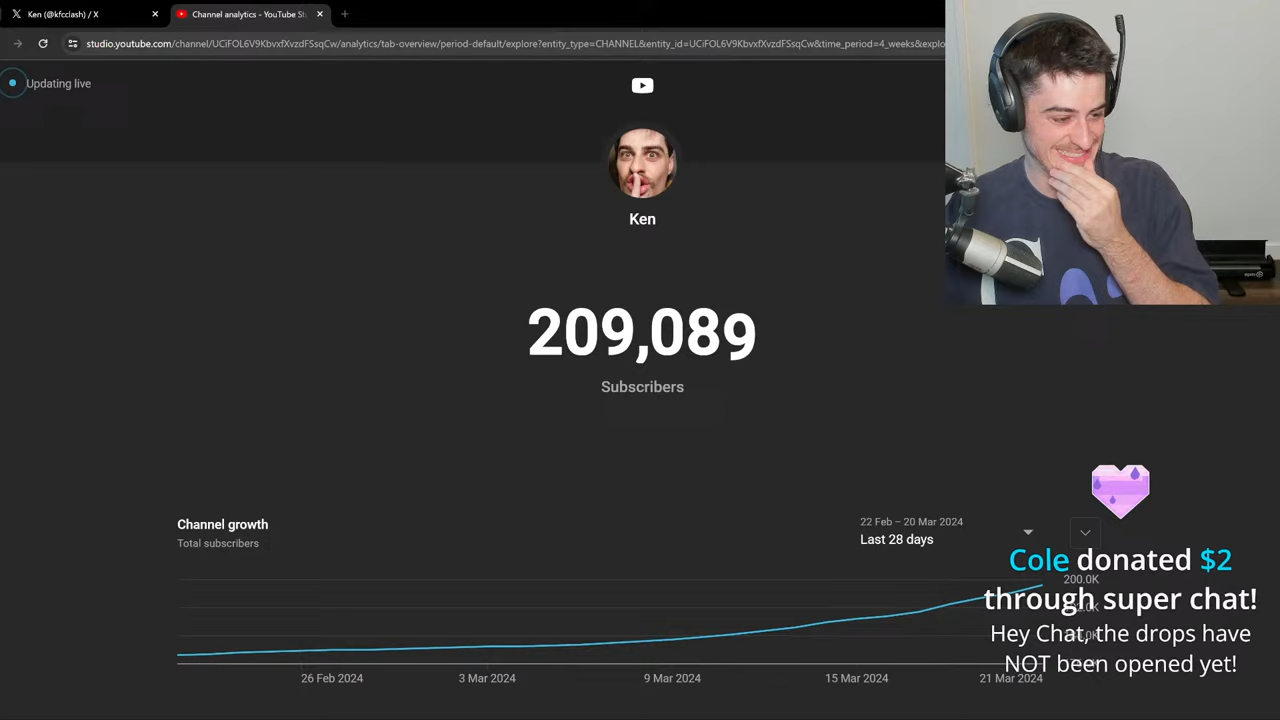 Ken (@kfcclash) / X
Channel analytics - YouTube St
studio.youtube.com/channel/UCiFOL6V9KbvxfXvzdFSsqCw/analytics/tab-overview/period-default/explore?entity_type=CHANNEL&entity_id=UCiFOL6V9KbvxfXvzdFSsqCw&time_period=4_weeks&explo
Updating live
Ken
209,089
Subscribers
Channel growth
Total subscribers
22 Feb – 20 Mar 2024
Last 28 days
Cole donated $2
through super chat!
Hey Chat, the drops have
NOT been opened yet!
200.0K
26 Feb 2024
3 Mar 2024
9 Mar 2024
15 Mar 2024
21 Mar 2024